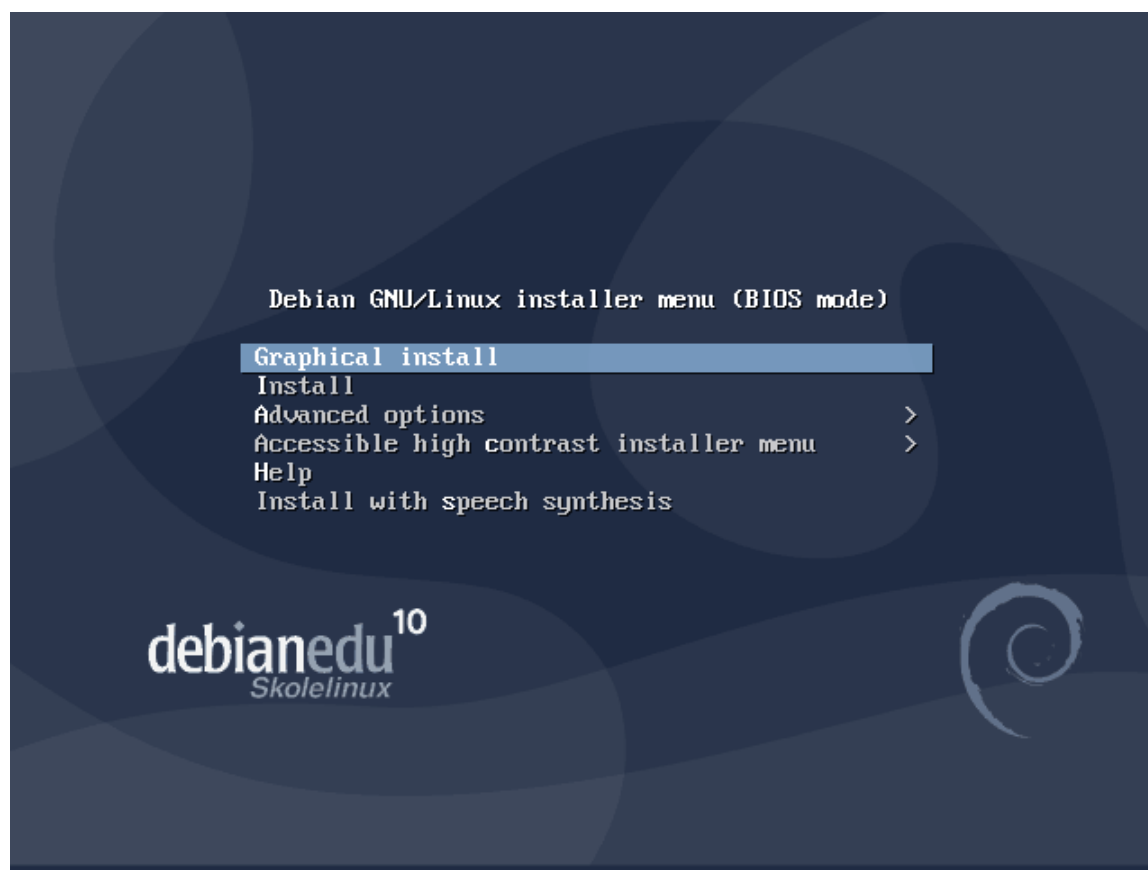 Debian GNU/Linux installer menu (BIOS mode)
Graphical install
Install
Advanced options >
Accessible high contrast installer menu >
Help
Install with speech synthesis
debianedu 10
Skolelinux